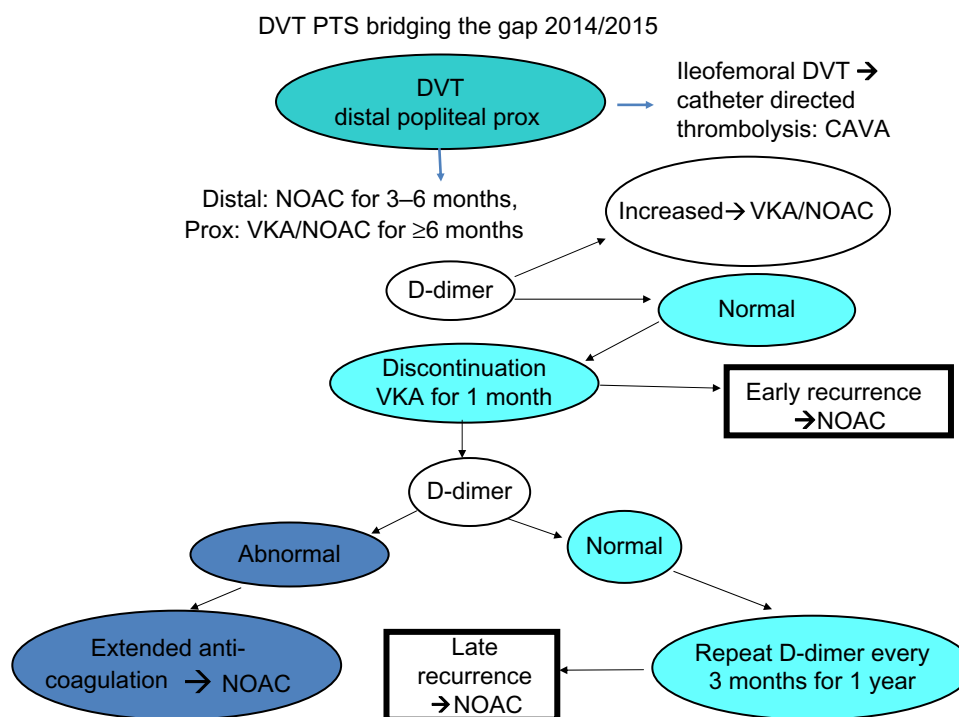 DVT PTS bridging the gap 2014/2015
DVT
distal popliteal prox
Ileofemoral DVT →
catheter directed
thrombolysis: CAVA
Distal: NOAC for 3–6 months,
Prox: VKA/NOAC for ≥6 months
Increased→ VKA/NOAC
D-dimer
Normal
Discontinuation
VKA for 1 month
Early recurrence
→NOAC
D-dimer
Abnormal
Normal
Extended anti-
coagulation → NOAC
Late
recurrence
→NOAC
Repeat D-dimer every
3 months for 1 year